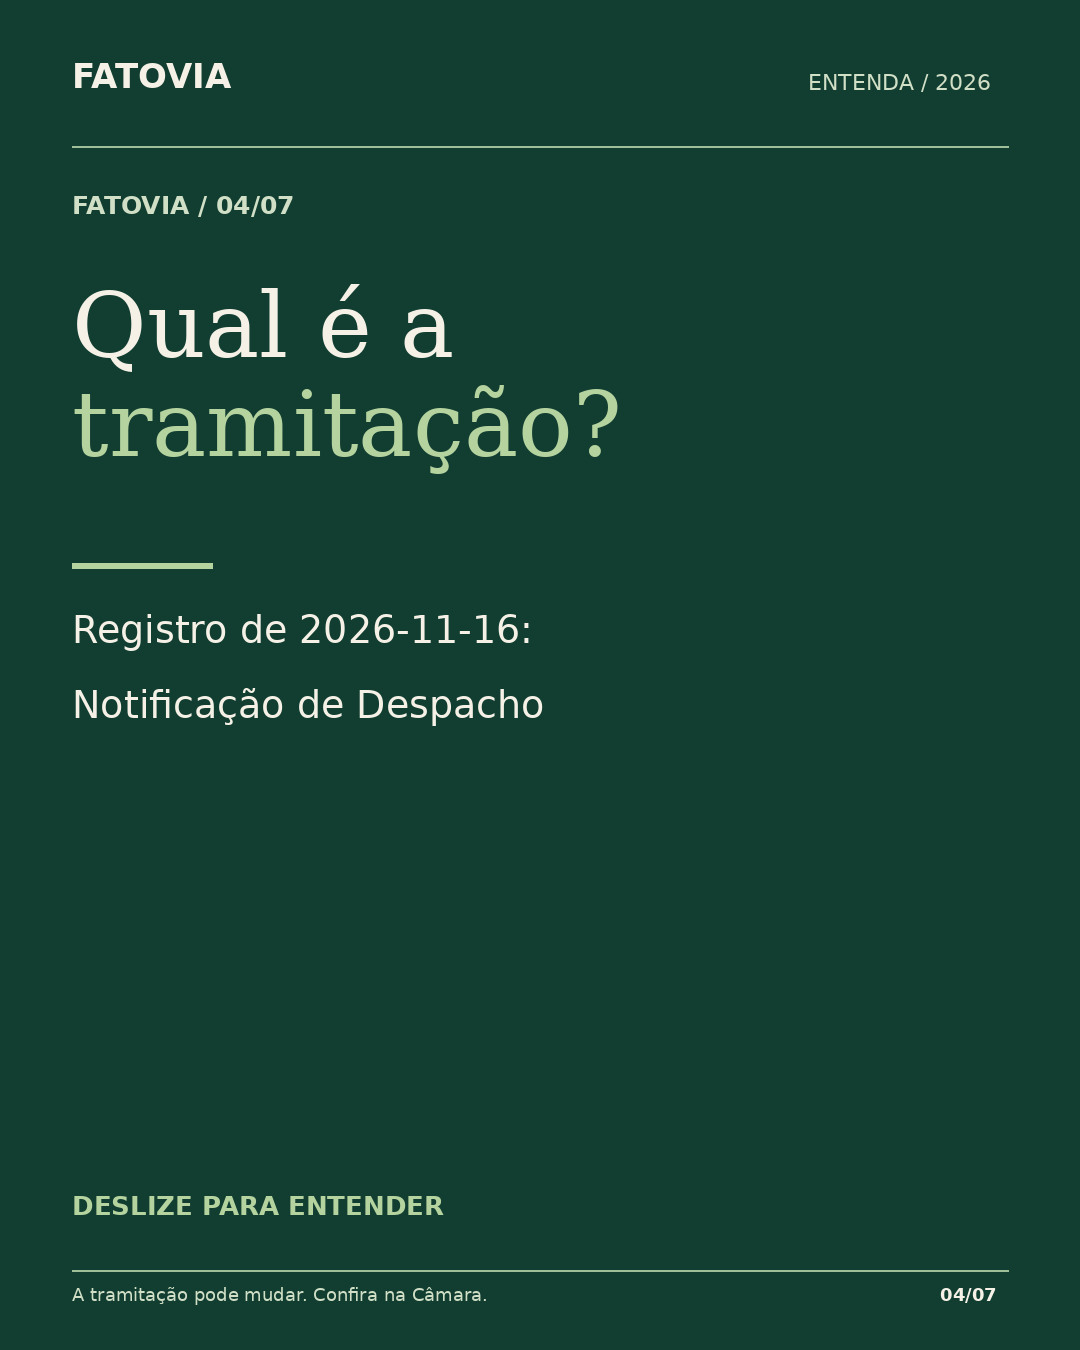 FATOVIA
ENTENDA / 2026
FATOVIA / 04/07
Qual é a
tramitação?
Registro de 2026-11-16:
Notificação de Despacho
DESLIZE PARA ENTENDER
A tramitação pode mudar. Confira na Câmara.
04/07